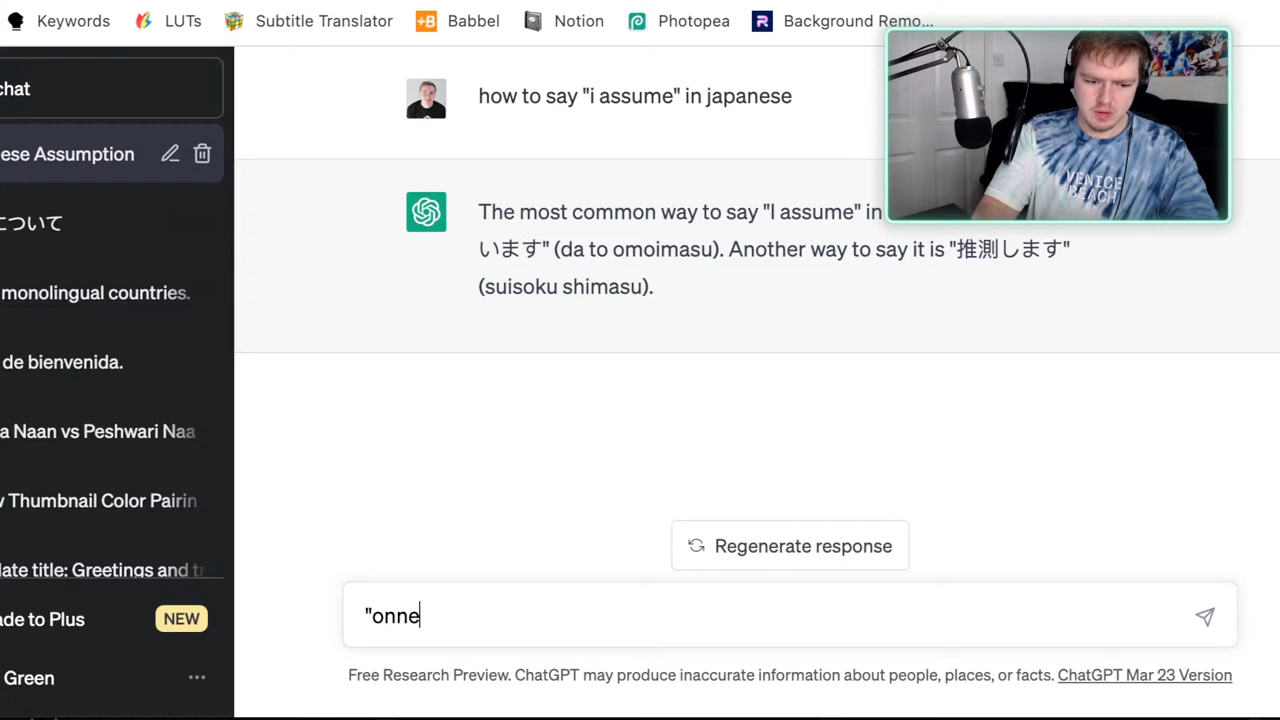 Keywords
LUTs
Subtitle Translator
+B Babbel
Notion
Photopea
R Background Remo...
chat
ese Assumption
について
monolingual countries.
de bienvenida.
a Naan vs Peshwari Naa
v Thumbnail Color Pairin
late title: Greetings and tr
ade to Plus
NEW
Green
how to say "i assume" in japanese
The most common way to say "I assume" in
います" (da to omoimasu). Another way to say it is "推測します"
(suisoku shimasu).
VENICE
BEACH
Regenerate response
"onne
Free Research Preview. ChatGPT may produce inaccurate information about people, places, or facts. ChatGPT Mar 23 Version